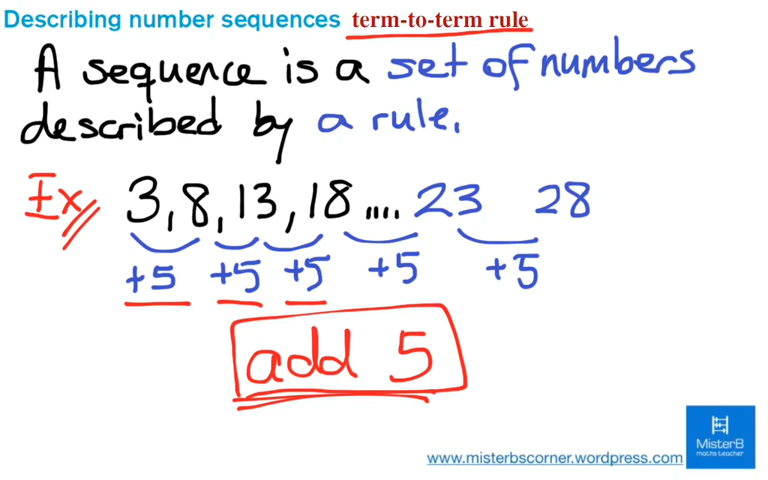 Describing number sequences term-to-term rule
A sequence is a set of numbers
described by a rule.
Ex 3, 8, 13, 18 .... 23 28
+5 +5 +5 +5 +5
add 5
MisterB
maths teacher
www.misterbscorner.wordpress.com